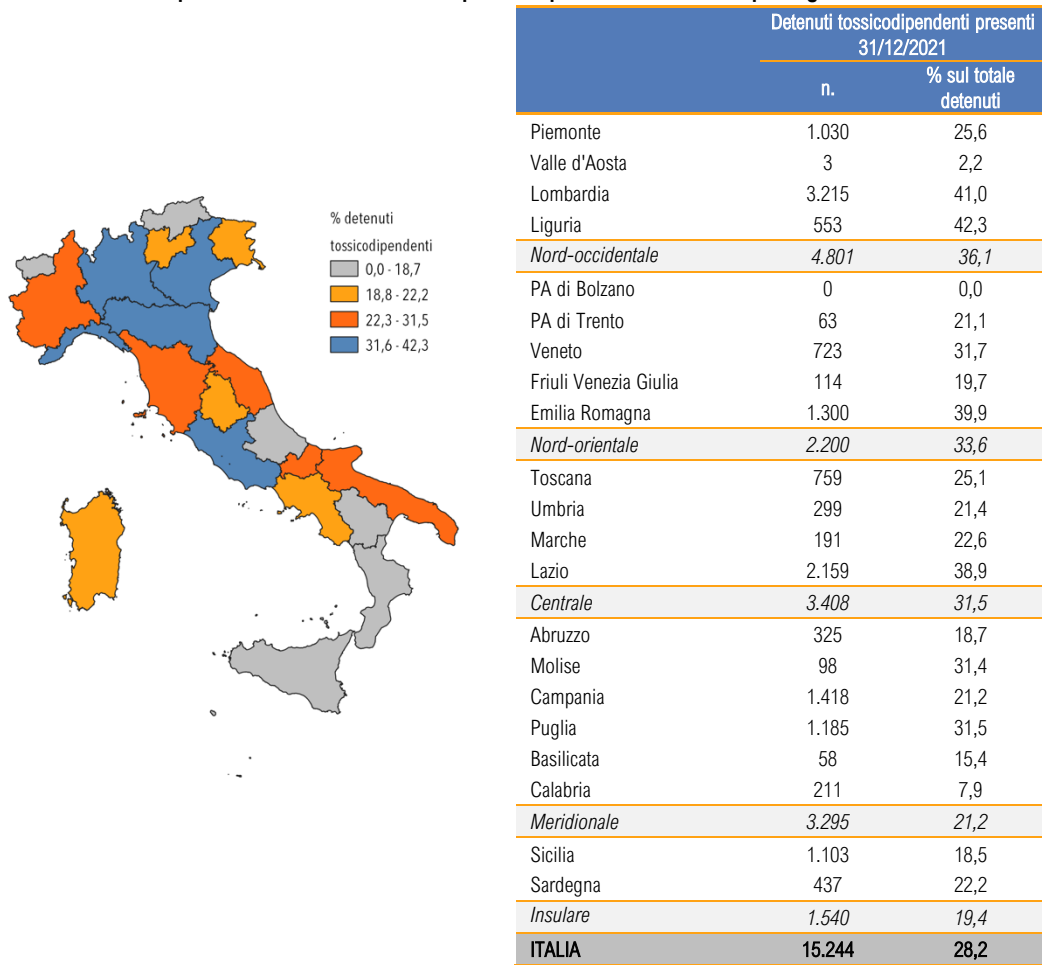 % detenuti
tossicodipendenti
0,0 - 18,7
18,8 - 22,2
22,3 - 31,5
31,6 - 42,3
Detenuti tossicodipendenti presenti
31/12/2021
n. % sul totale
detenuti
Piemonte 1.030 25,6
Valle d'Aosta 3 2,2
Lombardia 3.215 41,0
Liguria 553 42,3
Nord-occidentale 4.801 36,1
PA di Bolzano 0 0,0
PA di Trento 63 21,1
Veneto 723 31,7
Friuli Venezia Giulia 114 19,7
Emilia Romagna 1.300 39,9
Nord-orientale 2.200 33,6
Toscana 759 25,1
Umbria 299 21,4
Marche 191 22,6
Lazio 2.159 38,9
Centrale 3.408 31,5
Abruzzo 325 18,7
Molise 98 31,4
Campania 1.418 21,2
Puglia 1.185 31,5
Basilicata 58 15,4
Calabria 211 7,9
Meridionale 3.295 21,2
Sicilia 1.103 18,5
Sardegna 437 22,2
Insulare 1.540 19,4
ITALIA 15.244 28,2